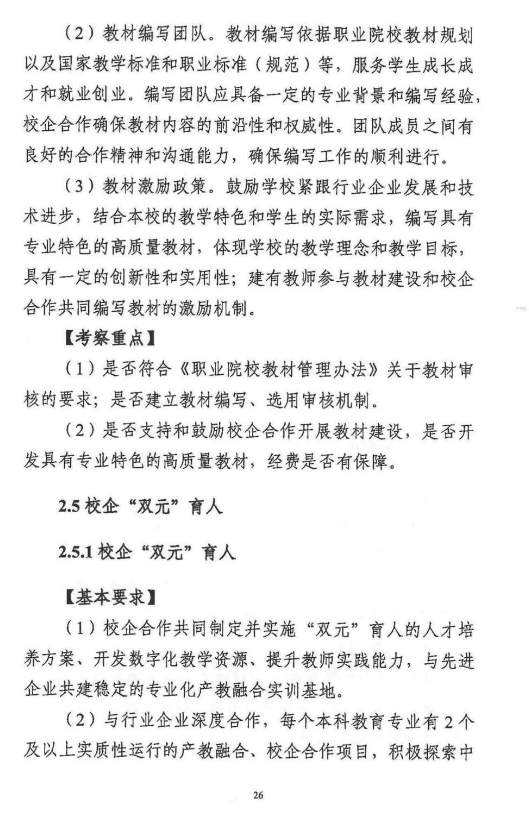 （2）教材编写团队。教材编写依据职业院校教材规划
以及国家教学标准和职业标准（规范）等，服务学生成长成
才和就业创业。编写团队应具备一定的专业背景和编写经验，
校企合作确保教材内容的前沿性和权威性。团队成员之间有
良好的合作精神和沟通能力，确保编写工作的顺利进行。
（3）教材激励政策。鼓励学校紧跟行业企业发展和技
术进步，结合本校的教学特色和学生的实际需求，编写具有
专业特色的高质量教材，体现学校的教学理念和教学目标，
具有一定的创新性和实用性；建有教师参与教材建设和校企
合作共同编写教材的激励机制。
【考察重点】
（1）是否符合《职业院校教材管理办法》关于教材审
核的要求；是否建立教材编写、选用审核机制。
（2）是否支持和鼓励校企合作开展教材建设，是否开
发具有专业特色的高质量教材，经费是否有保障。
2.5 校企“双元”育人
2.5.1 校企“双元”育人
【基本要求】
（1）校企合作共同制定并实施“双元”育人的人才培
养方案、开发数字化教学资源、提升教师实践能力，与先进
企业共建稳定的专业化产教融合实训基地。
（2）与行业企业深度合作，每个本科教育专业有 2 个
及以上实质性运行的产教融合、校企合作项目，积极探索中
26